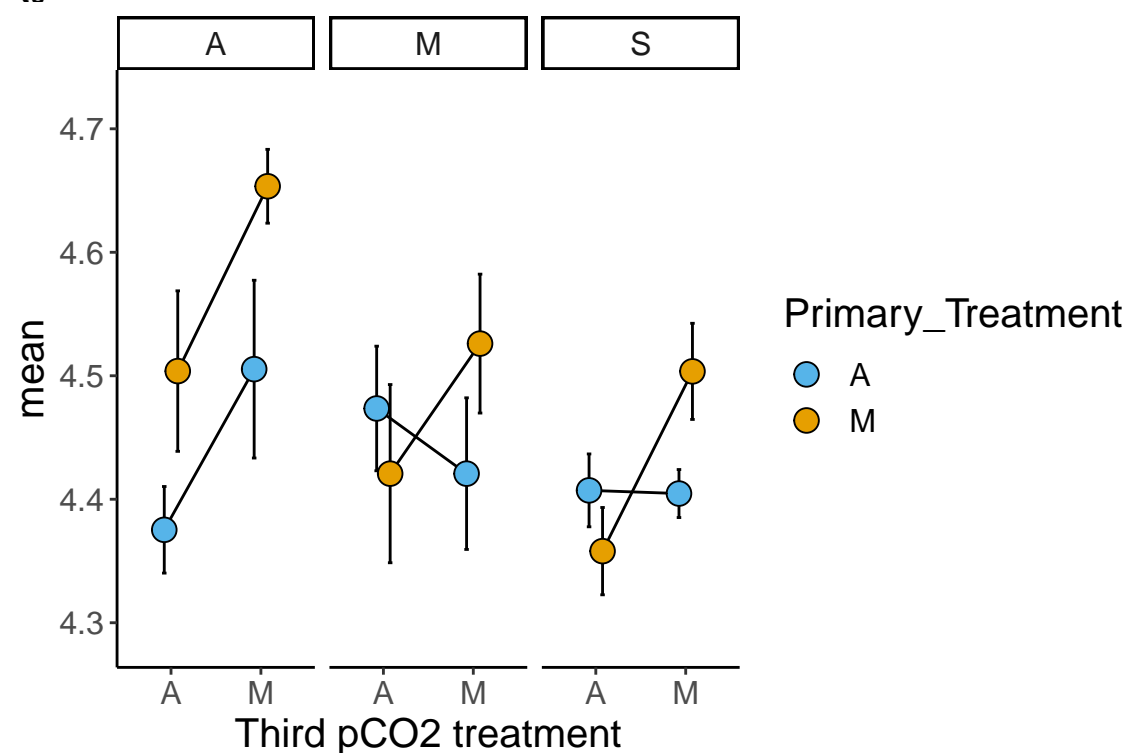 A M S
4.7
4.6
4.5
4.4
4.3
mean
A M A M A M
Third pCO2 treatment
Primary_Treatment
A
M